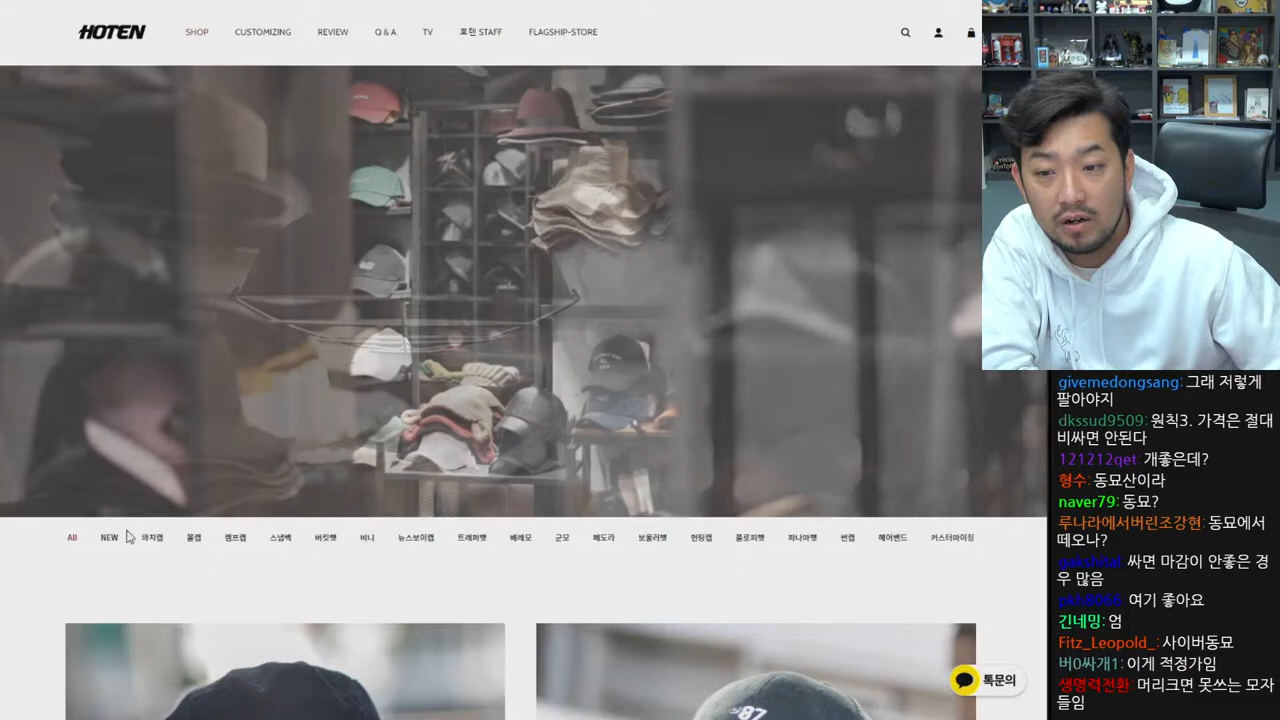 HOTEN
SHOP CUSTOMIZING REVIEW Q & A TV 호텐 STAFF FLAGSHIP-STORE
All NEW 와치캡 볼캡 캠프캡 스냅백 버킷햇 비니 뉴스보이캡 트래퍼햇 베레모 군모 페도라 보울러햇 헌팅캡 플로피햇 파나마햇 썬캡 헤어밴드 커스터마이징
87
톡문의
givemedongsang: 그래 저렇게
팔아야지
dkssud9509: 원칙3. 가격은 절대
비싸면 안된다
121212qet: 개좋은데?
형수: 동묘산이라
naver79: 동묘?
루나라에서버린조강현: 동묘에서
떼오나?
싸면 마감이 안좋은 경
우 많음
pkh8066: 여기 좋아요
긴네밍: 엄
Fitz_Leopold_: 사이버동묘
버0싸개1: 이게 적정가임
생명력전환: 머리크면 못쓰는 모자
들임